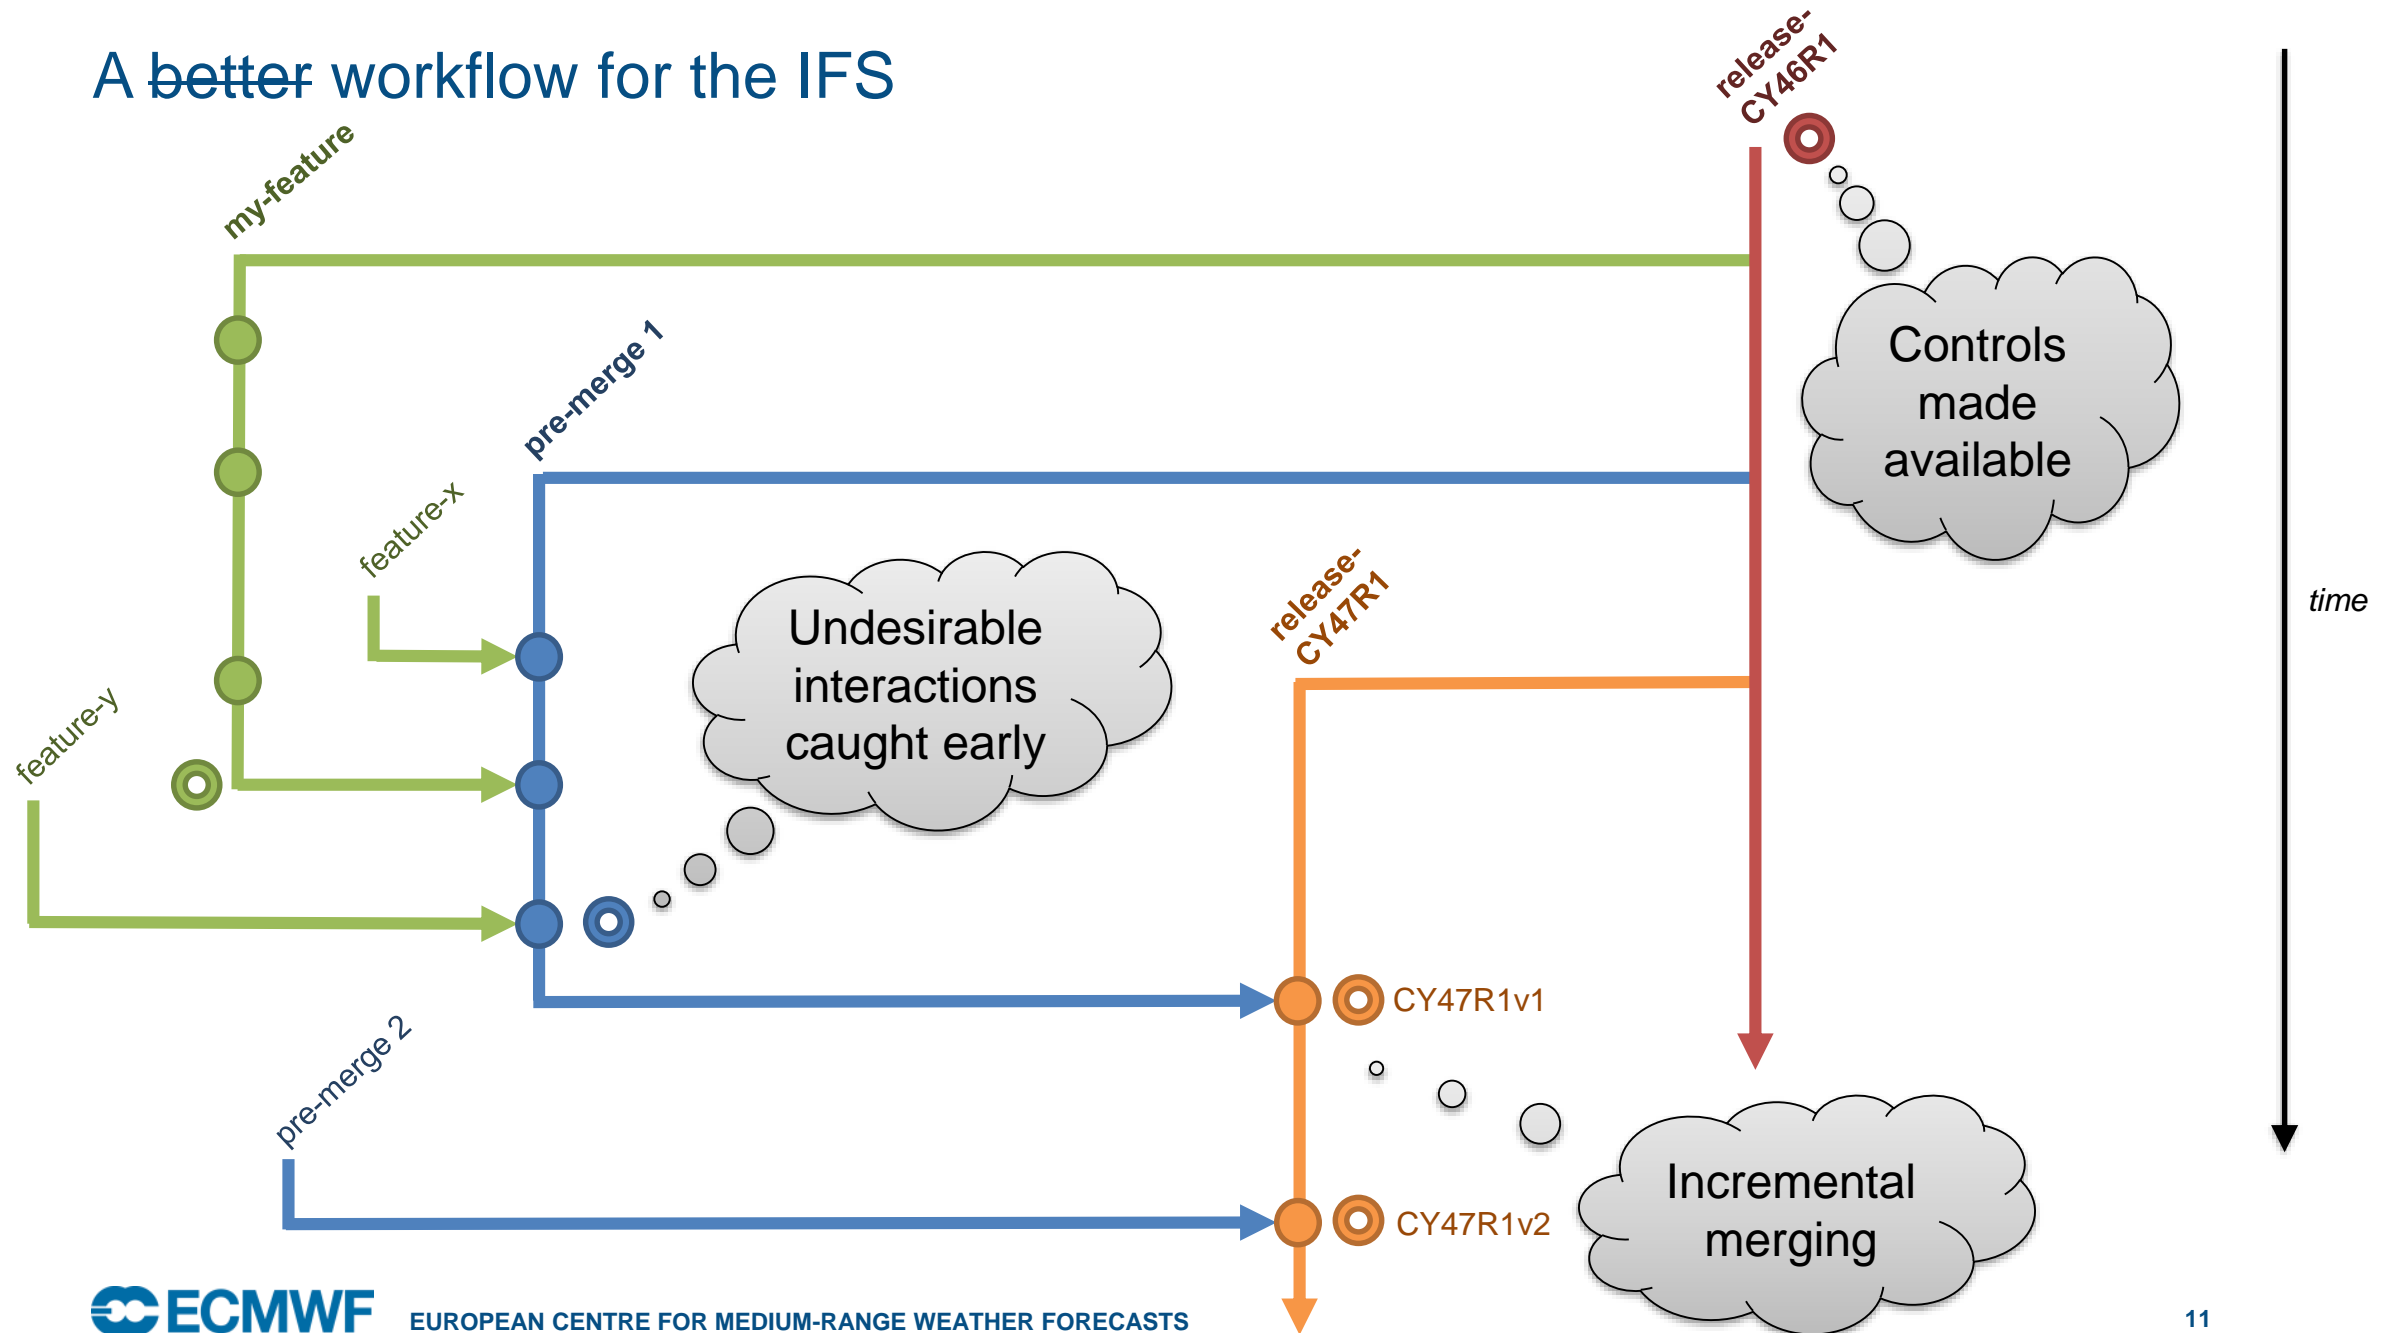 A better workflow for the IFS
release-
CY46R1
my-feature
Controls
made
available
pre-merge 1
feature-x
release-
CY47R1
time
Undesirable
interactions
caught early
feature-y
CY47R1v1
pre-merge 2
Incremental
merging
CY47R1v2
ECMWF
EUROPEAN CENTRE FOR MEDIUM-RANGE WEATHER FORECASTS
11